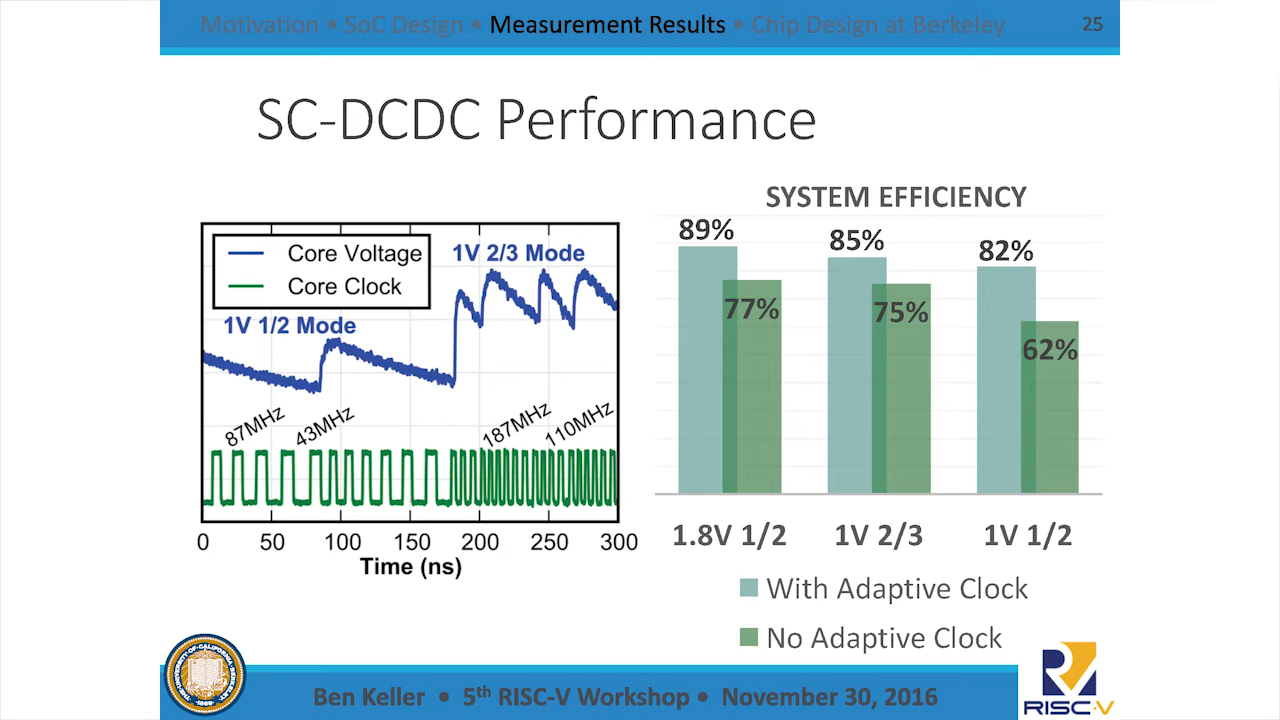 Motivation • SoC Design • Measurement Results • Chip Design at Berkeley 25
SC-DCDC Performance
Core Voltage
Core Clock
1V 2/3 Mode
1V 1/2 Mode
87MHz
43MHz
187MHz
110MHz
0 50 100 150 200 250 300
Time (ns)
SYSTEM EFFICIENCY
89%
77%
85%
75%
82%
62%
1.8V 1/2 1V 2/3 1V 1/2
With Adaptive Clock
No Adaptive Clock
Ben Keller • 5th RISC-V Workshop • November 30, 2016
RISC-V